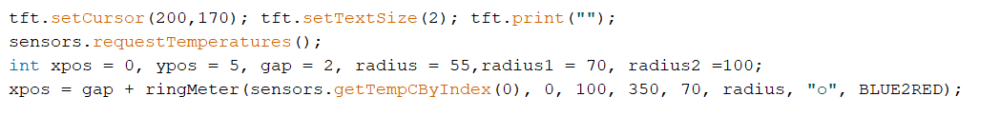 tft.setCursor(200,170); tft.setTextSize(2); tft.print("");
sensors.requestTemperatures();
int xpos = 0, ypos = 5, gap = 2, radius = 55,radius1 = 70, radius2 =100;
xpos = gap + ringMeter(sensors.getTempCByIndex(0), 0, 100, 350, 70, radius, "o", BLUE2RED);